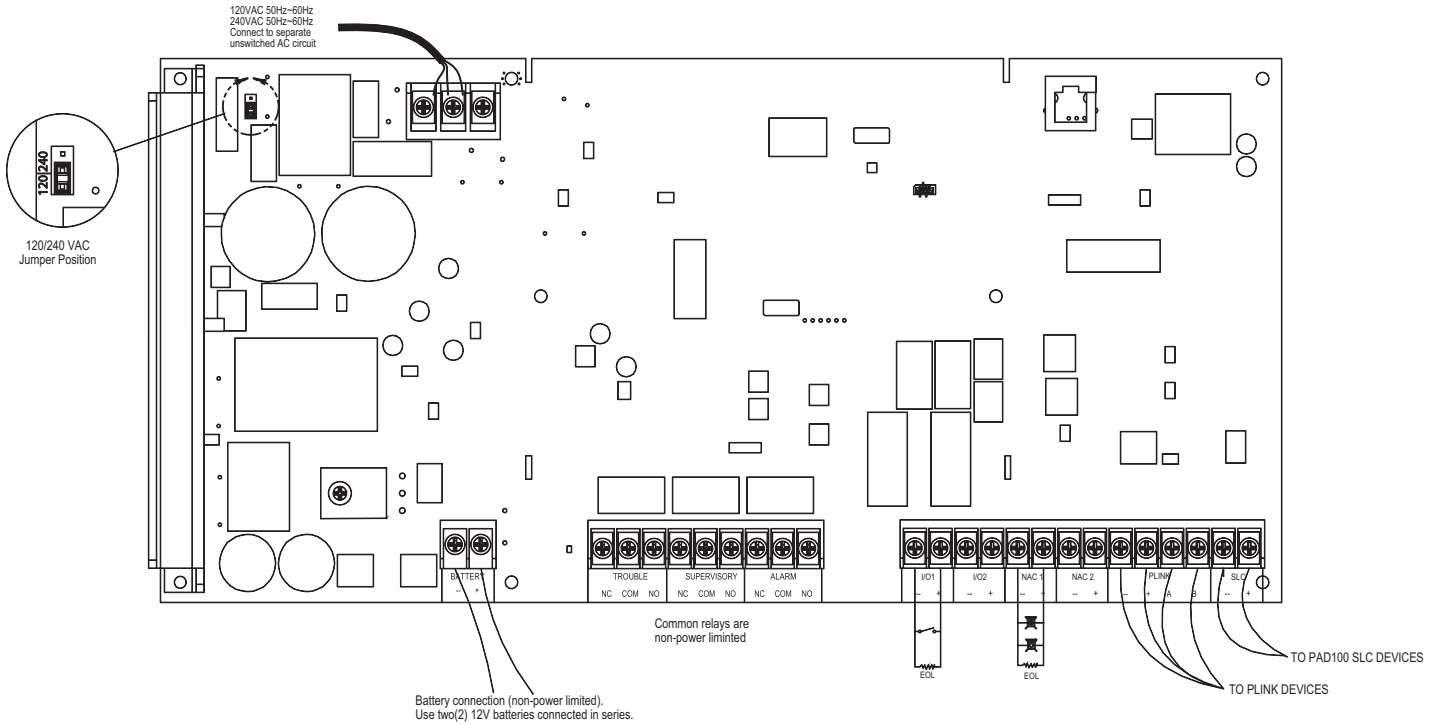 120VAC 50Hz~60Hz
240VAC 50Hz~60Hz
Connect to separate
unswitched AC circuit
120 240
120/240 VAC
Jumper Position
BATTERY
-- +
TROUBLE SUPERVISORY ALARM
NC COM NO NC COM NO NC COM NO
I/O1 I/O2 NAC 1 NAC 2 PLINK SLC
-- + -- + -- + -- + -- + A B -- +
Common relays are
non-power liminted
EOL EOL
TO PAD100 SLC DEVICES
TO PLINK DEVICES
Battery connection (non-power limited).
Use two(2) 12V batteries connected in series.